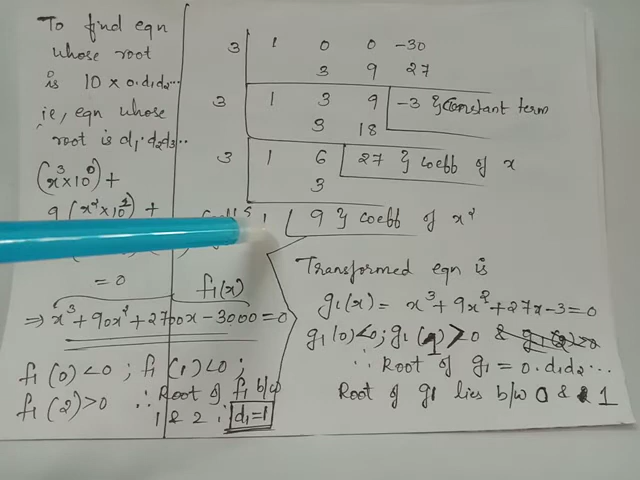 To find eqn
whose root
is 10 × 0.d1d2...
ie, eqn whose
root is d1.d2d3..
(x³×10⁰) +
9(x²×10¹) +
= 0
f1(x)
⇒ x³+90x²+2700x-3000=0
f1(0)<0; f1(1)<0;
f1(2)>0 ∴ Root of f1 b/w
1 & 2 ∴ d1=1
3 1 0 0 -30
3 9 27
3 1 3 9 -3 } Constant term
3 18
3 1 6 27 } coeff of x
3
1 9 } coeff of x²
Transformed eqn is
g1(x) = x³+9x²+27x-3=0
g1(0)<0; g1(1)>0 & g1(2)>0
∴ Root of g1 = 0.d1d2...
Root of g1 lies b/w 0 & 1